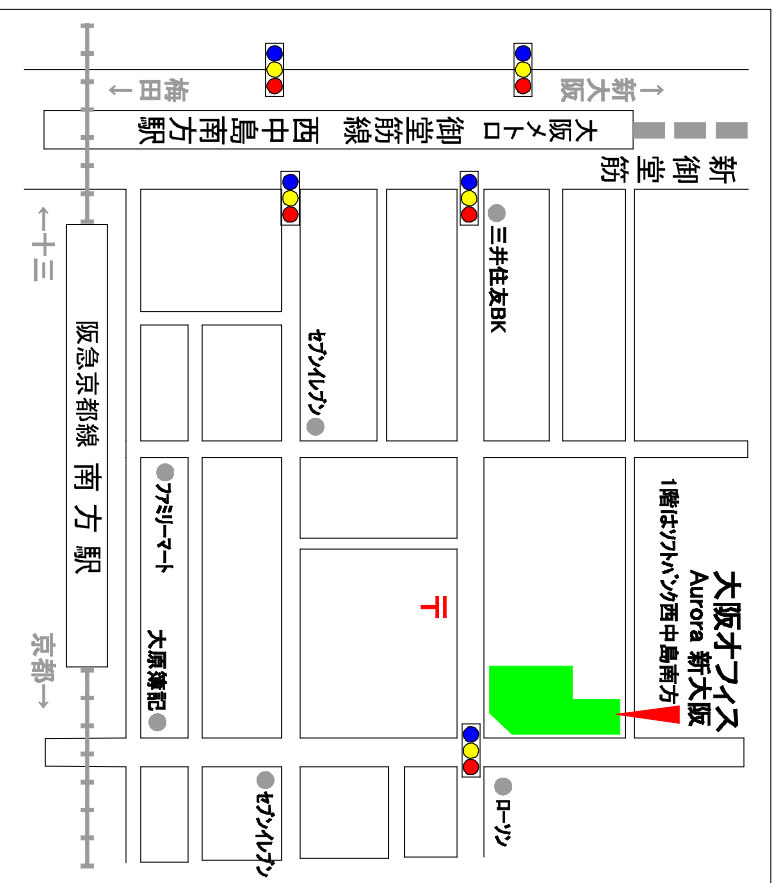 大阪オフィス
Aurora 新大阪
1階はソフトバンク西中島南方
新御堂筋
↑新大阪
大阪メトロ 御堂筋線 西中島南方駅
梅田↓
三井住友BK
ローソン
〒
セブンイレブン
セブンイレブン
ファミリーマート
大原簿記
阪急京都線 南方駅
←十三
京都→